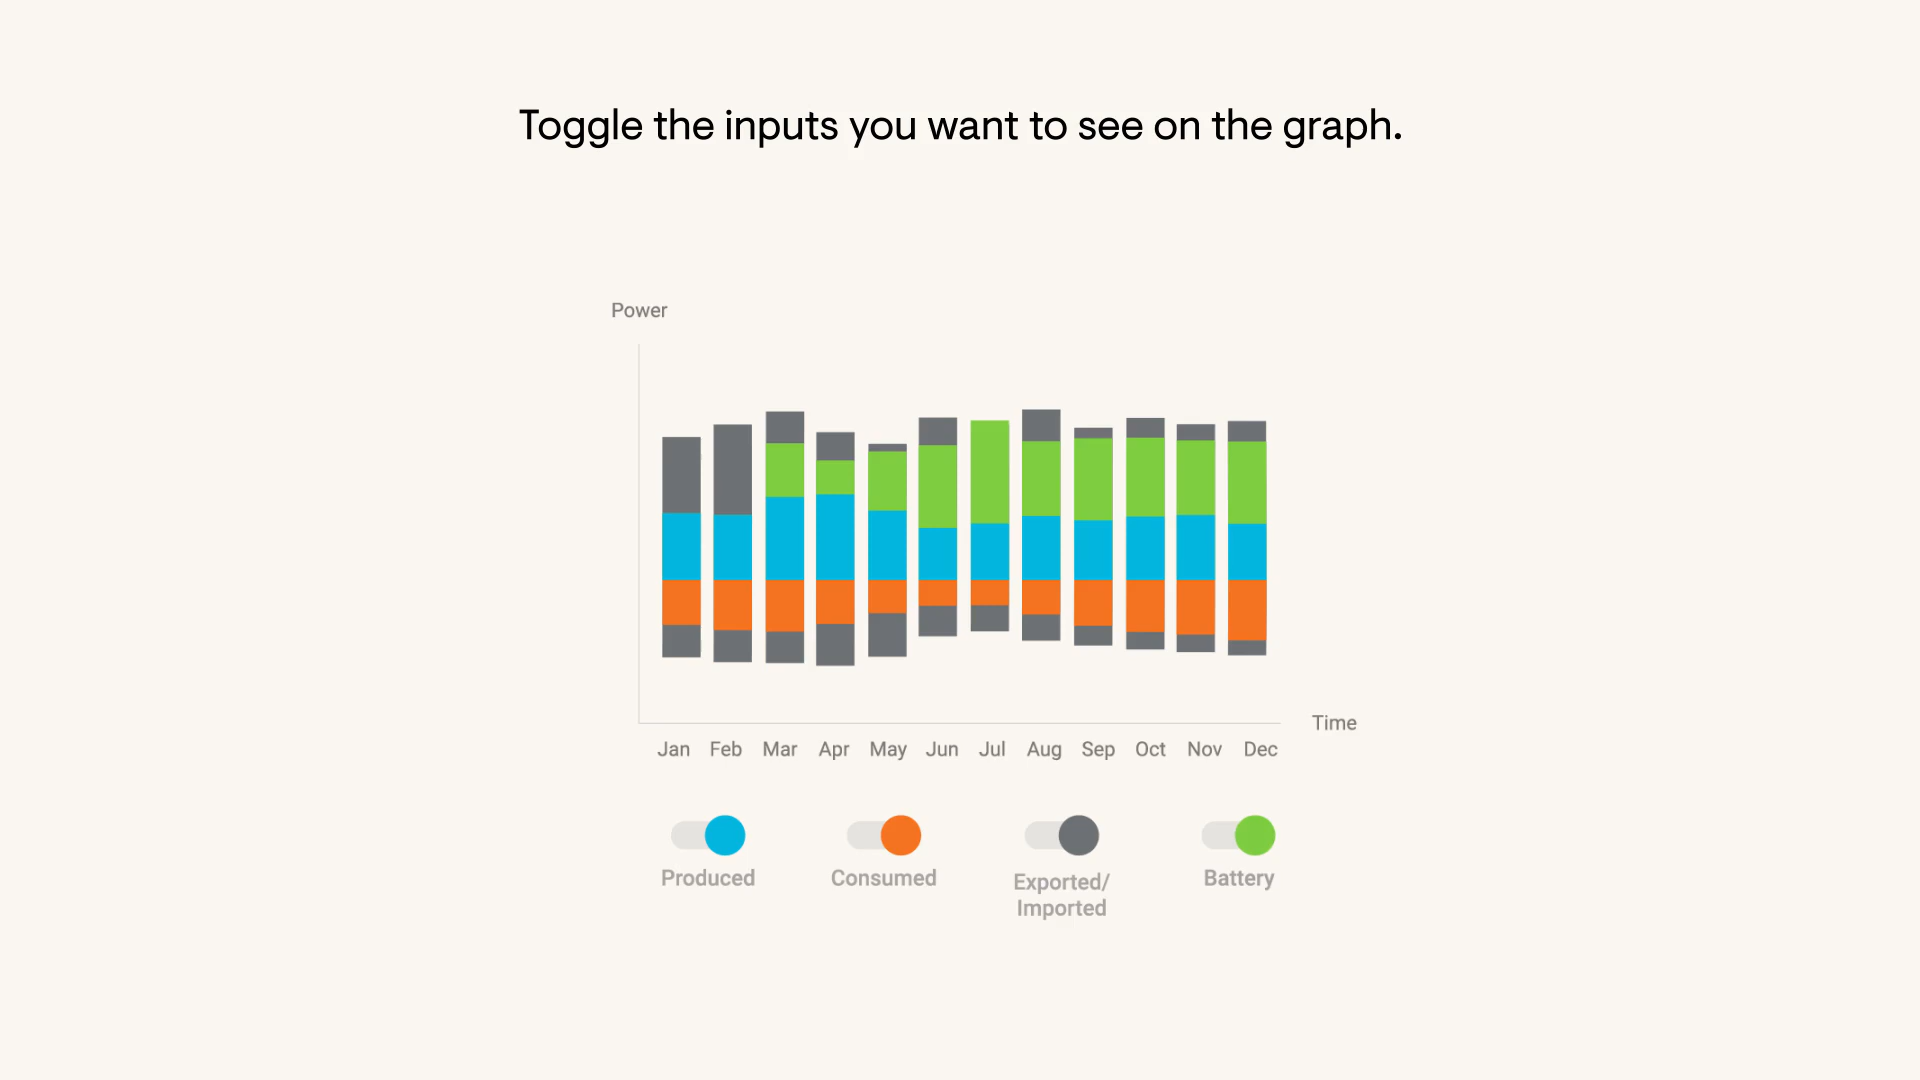 Toggle the inputs you want to see on the graph.
Power
Time
Jan Feb Mar Apr May Jun Jul Aug Sep Oct Nov Dec
Produced
Consumed
Exported/
Imported
Battery